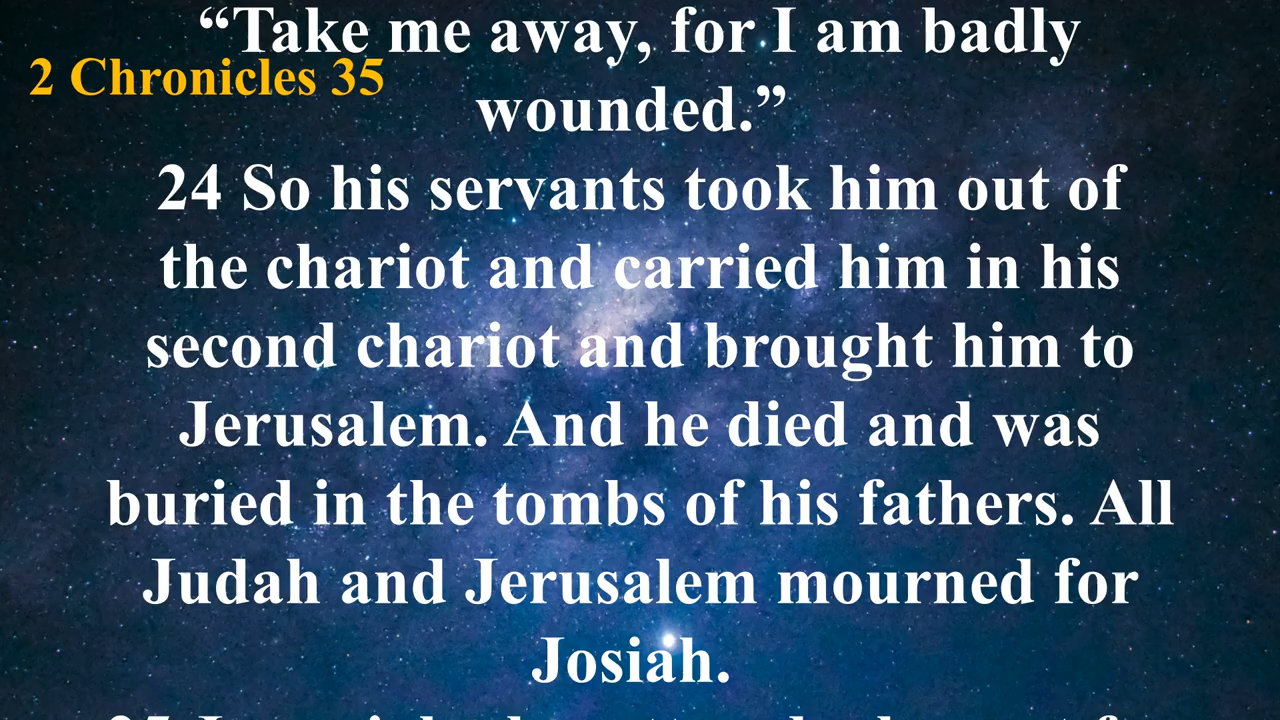 “Take me away, for I am badly
2 Chronicles 35
wounded.”
24 So his servants took him out of
the chariot and carried him in his
second chariot and brought him to
Jerusalem. And he died and was
buried in the tombs of his fathers. All
Judah and Jerusalem mourned for
Josiah.